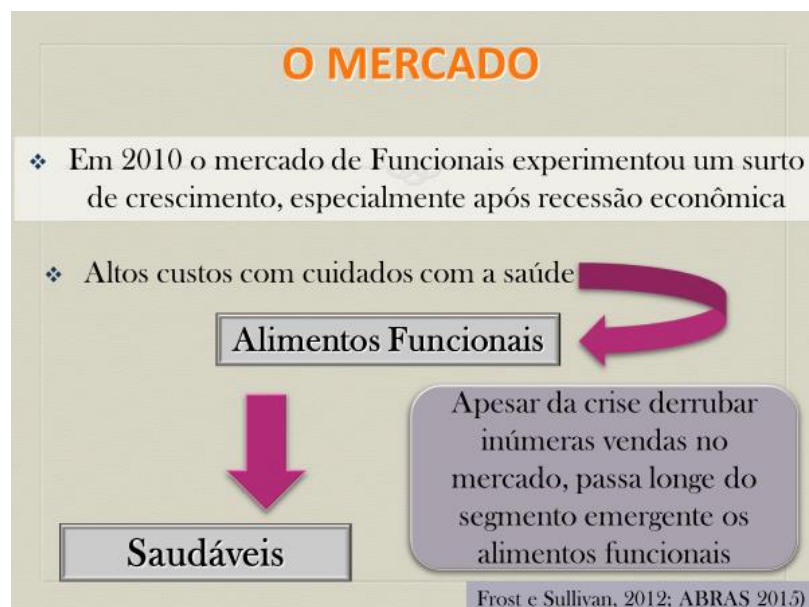 O MERCADO
❖ Em 2010 o mercado de Funcionais experimentou um surto
de crescimento, especialmente após recessão econômica
❖ Altos custos com cuidados com a saúde
Alimentos Funcionais
Apesar da crise derrubar
inúmeras vendas no
mercado, passa longe do
segmento emergente os
alimentos funcionais
Saudáveis
Frost e Sullivan, 2012; ABRAS 2015)